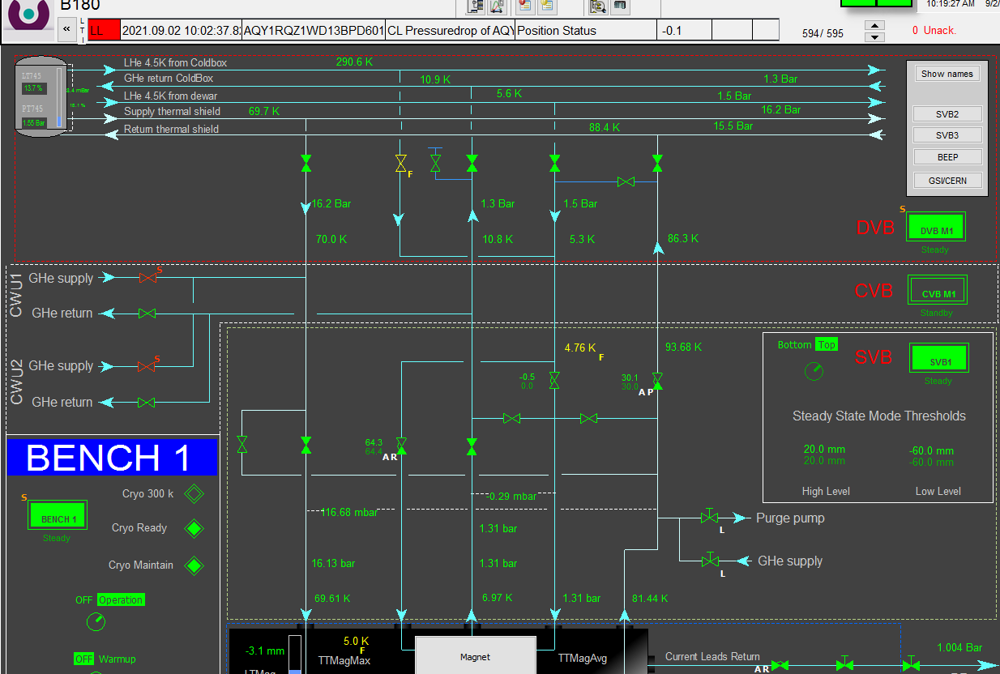 B180
10:19:27 AM 9/2/
«
L
T
I
LL 2021.09.02 10:02:37.8 AQY1RQZ1WD13BPD601 CL Pressuredrop of AQY Position Status -0.1
594/ 595
0 Unack.
LT745
13.7 %
PT745
LHe 4.5K from Coldbox 290.6 K
GHe return ColdBox 10.9 K 1.3 Bar
LHe 4.5K from dewar 5.6 K 1.5 Bar
Supply thermal shield 69.7 K 16.2 Bar
Return thermal shield 88.4 K 15.5 Bar
Show names
SVB2
SVB3
BEEP
GSI/CERN
F
16.2 Bar 1.3 Bar 1.5 Bar
70.0 K 10.8 K 5.3 K 86.3 K
DVB
S
DVB M1
Steady
CWU1
GHe supply S
GHe return
CVB
CVB M1
Standby
CWU2
GHe supply S
GHe return
4.76 K F 93.68 K
-0.5
0.0
30.1
30.0
A P
Bottom Top
SVB
SVB1
Steady
Steady State Mode Thresholds
20.0 mm -60.0 mm
20.0 mm -60.0 mm
High Level Low Level
64.3
64.4
A R
BENCH 1
Cryo 300 k
S
BENCH 1
Steady
Cryo Ready
Cryo Maintain
OFF Operation
OFF Warmup
-0.29 mbar
116.68 mbar
1.31 bar
16.13 bar 1.31 bar
69.61 K 6.97 K 1.31 bar 81.44 K
Purge pump
L
GHe supply
L
-3.1 mm
LTMag
5.0 K
F
TTMagMax
Magnet
TTMagAvg
Current Leads Return
A R
1.004 Bar